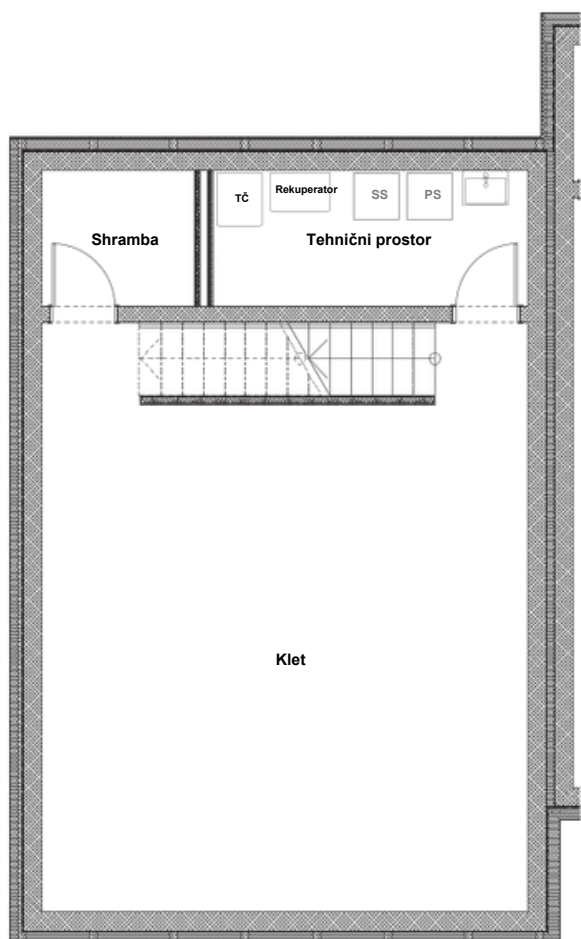 TČ
Rekuperator
SS
PS
Shramba
Tehnični prostor
Klet